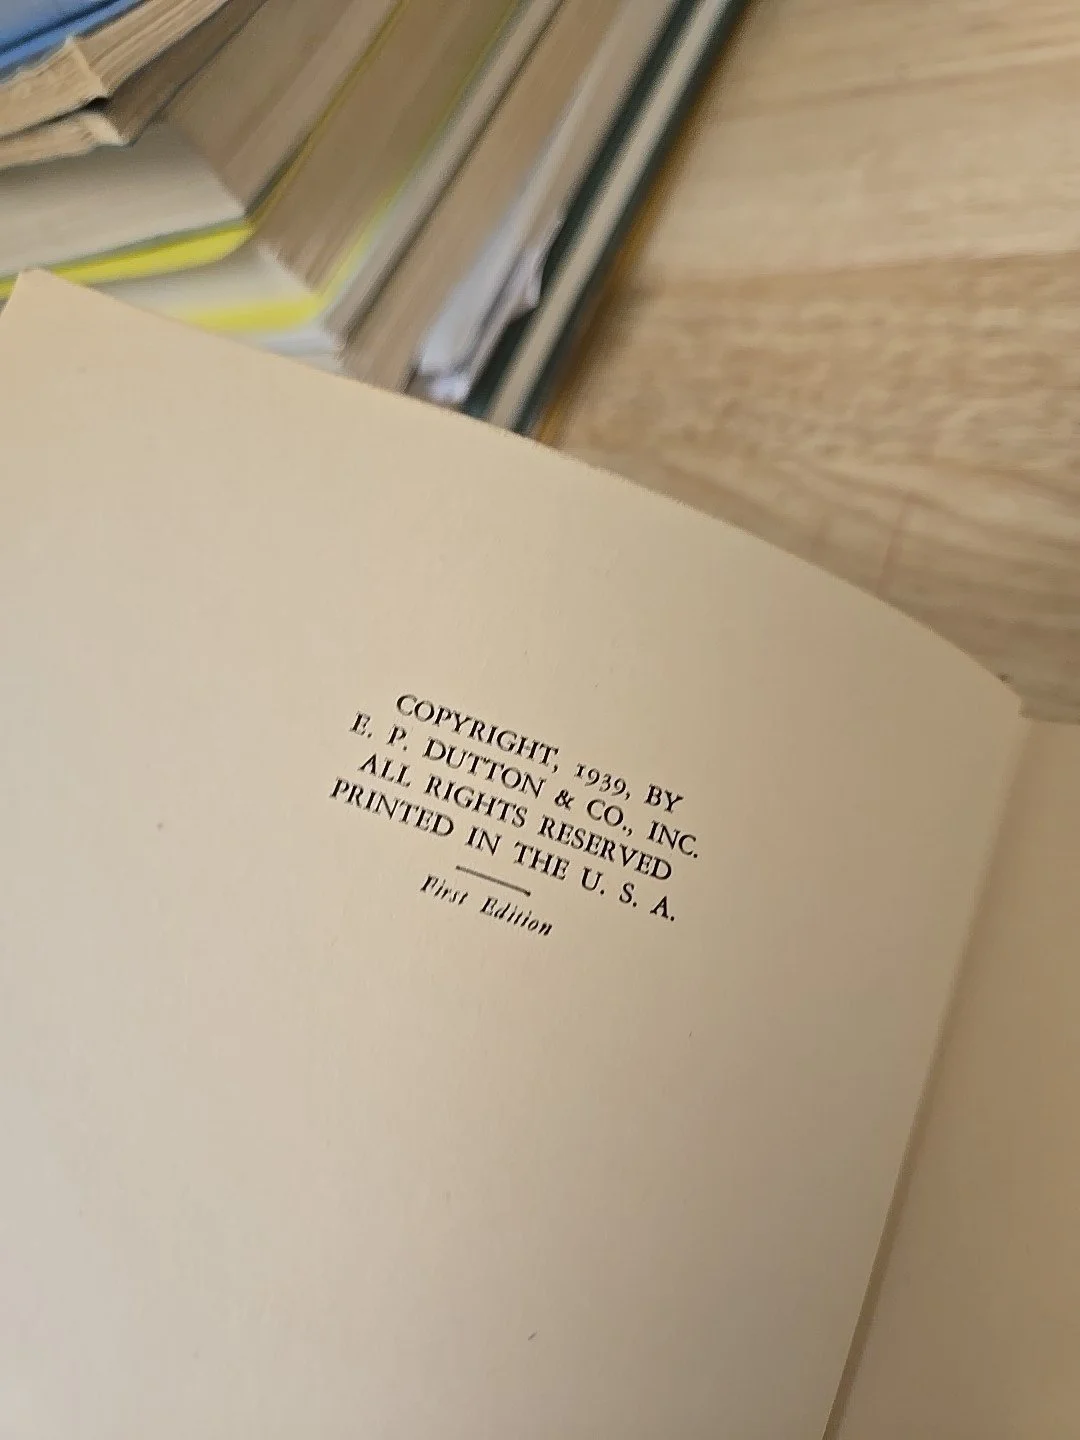 COPYRIGHT, 1939, BY
E. P. DUTTON & CO., INC.
ALL RIGHTS RESERVED
PRINTED IN THE U. S. A.
First Edition